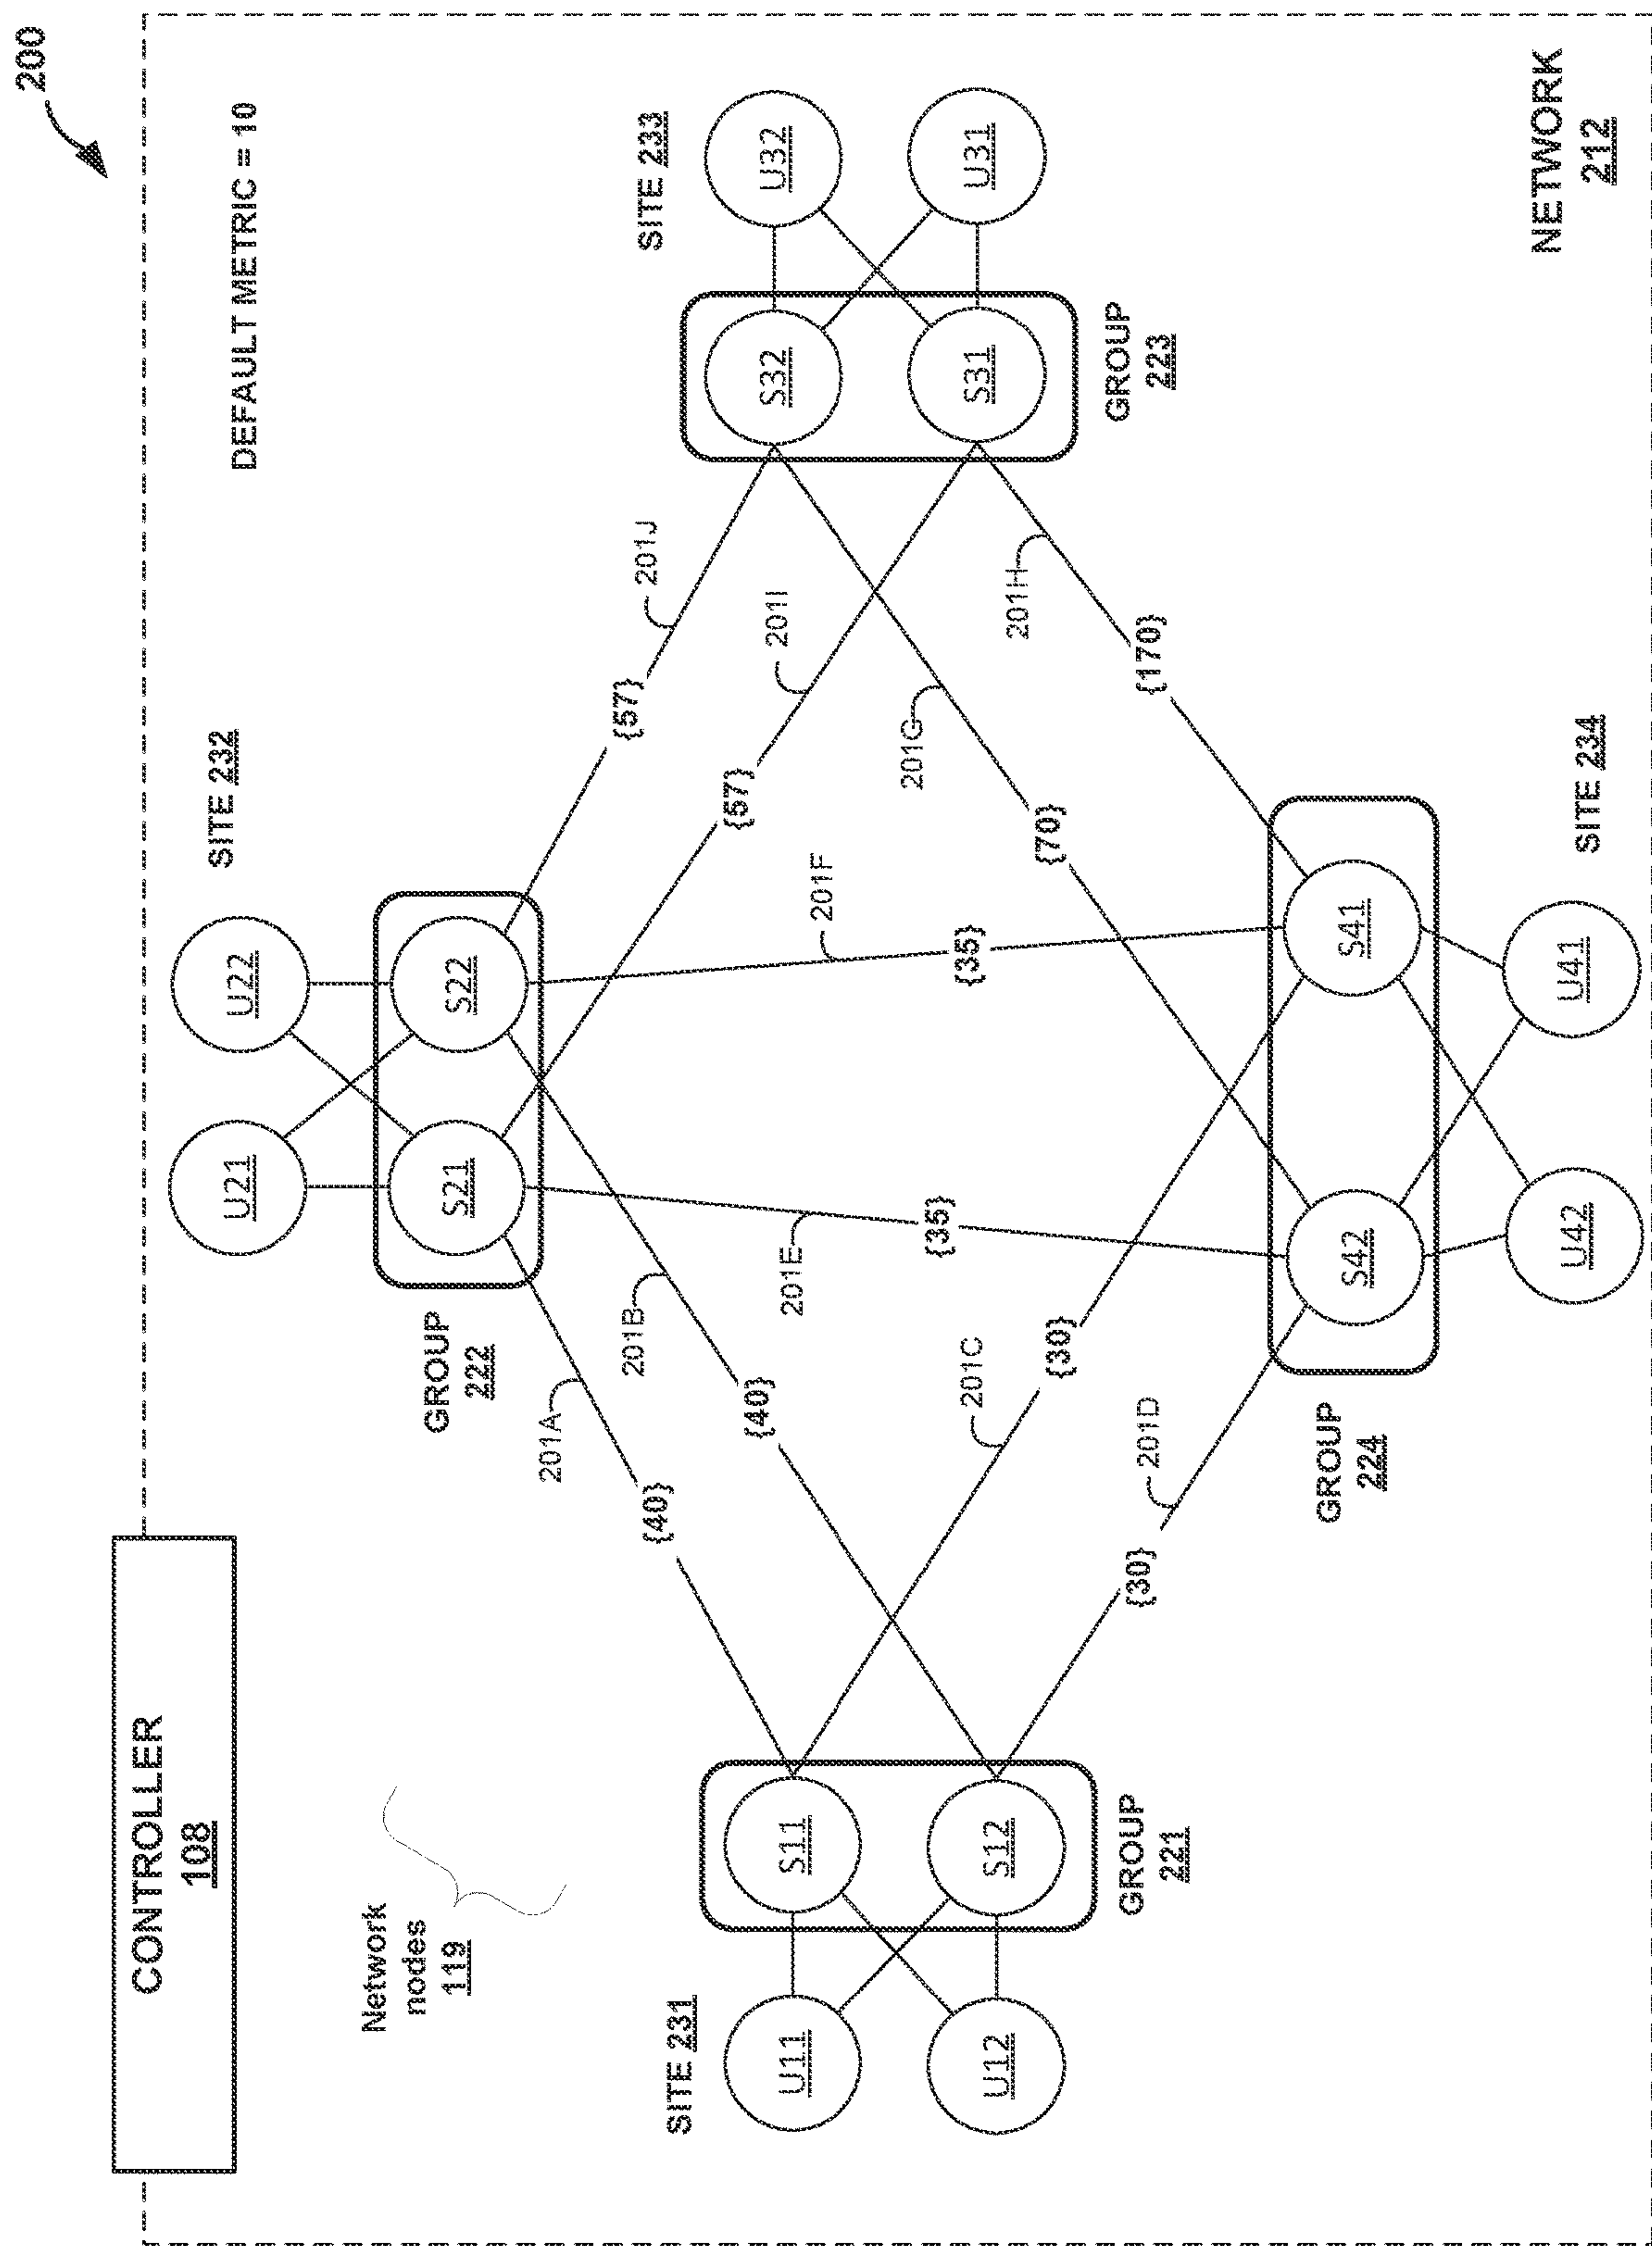 200
CONTROLLER
108
DEFAULT METRIC = 10
Network
nodes
119
SITE 232
U21
U22
S21
S22
GROUP
222
201A
201B
201E
201F
201J
201I
{40}
{40}
{35}
{35}
{57}
{57}
SITE 231
U11
U12
S11
S12
GROUP
221
SITE 233
S32
U32
S31
U31
GROUP
223
201C
201D
201G
201H
{30}
{30}
{70}
{170}
GROUP
224
S42
S41
U42
U41
SITE 234
NETWORK
212